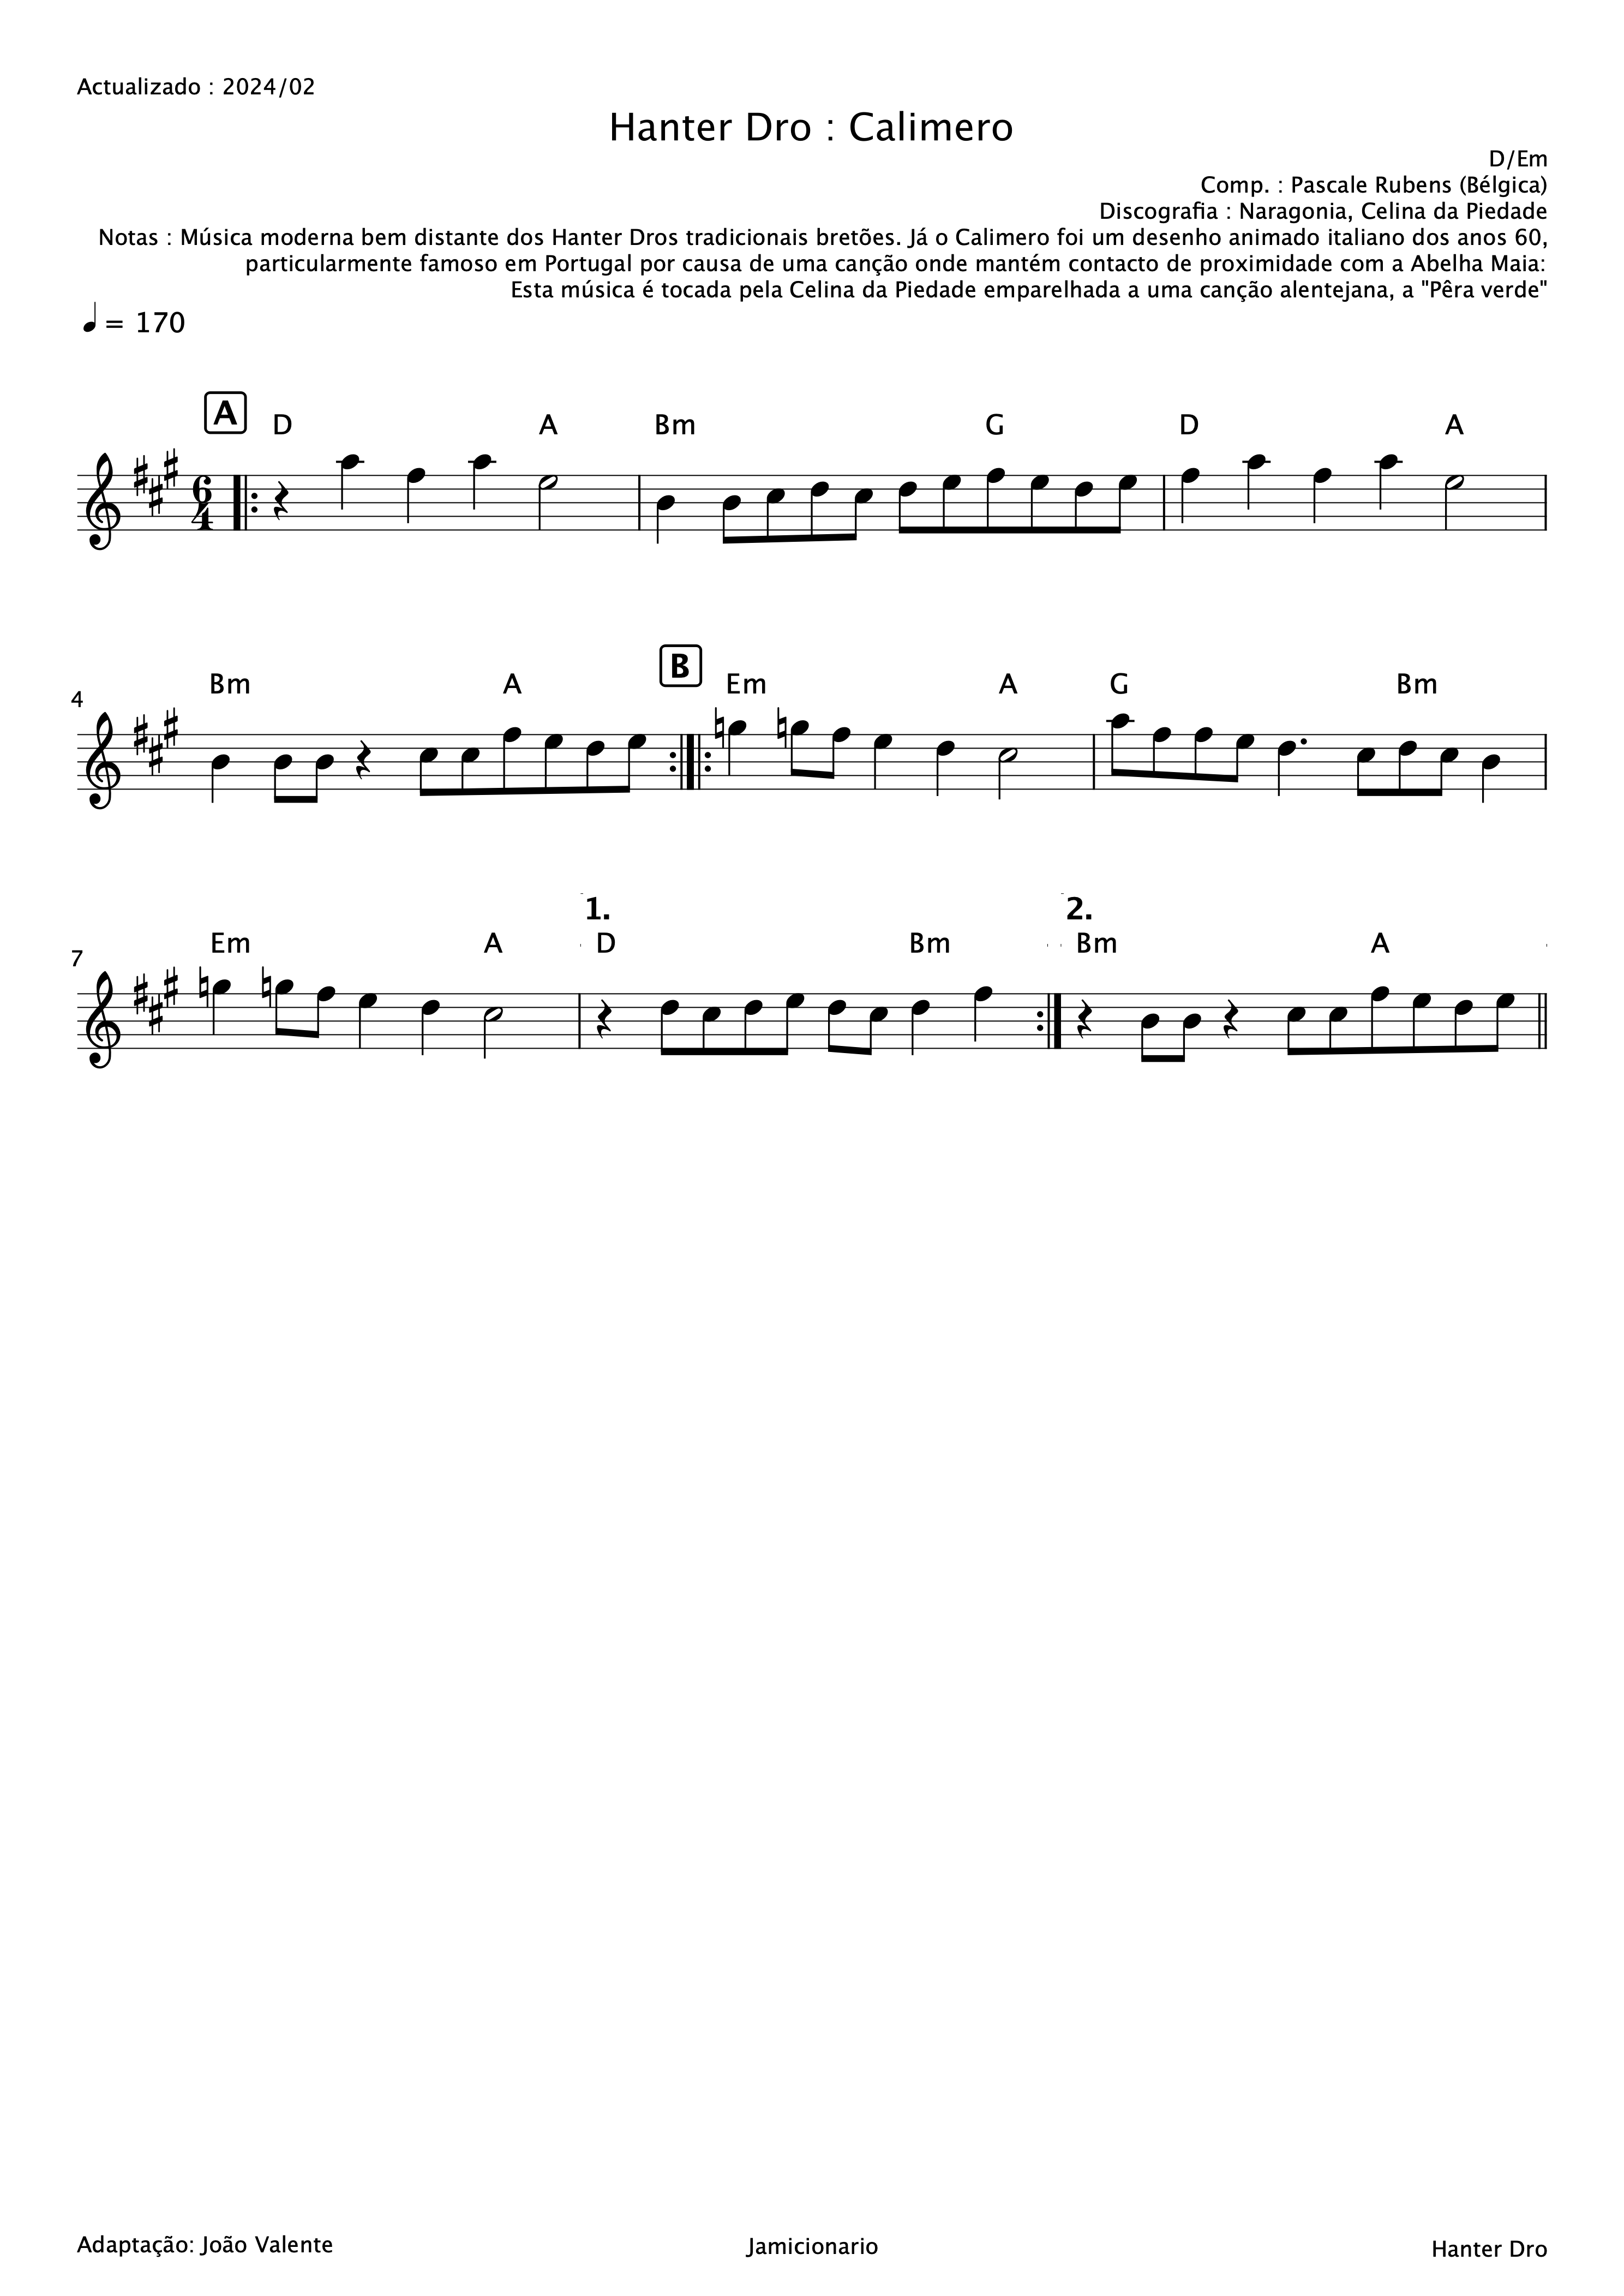 Actualizado : 2024/02
Hanter Dro : Calimero
D/Em
Comp. : Pascale Rubens (Bélgica)
Discografia : Naragonia, Celina da Piedade
Notas : Música moderna bem distante dos Hanter Dros tradicionais bretões. Já o Calimero foi um desenho animado italiano dos anos 60,
particularmente famoso em Portugal por causa de uma canção onde mantém contacto de proximidade com a Abelha Maia:
Esta música é tocada pela Celina da Piedade emparelhada a uma canção alentejana, a "Pêra verde"
= 170
A
D A Bm G D A
6
4
B
Bm A Em A G Bm
4
1. 2.
Em A D Bm Bm A
7
Adaptação: João Valente
Jamicionario
Hanter Dro